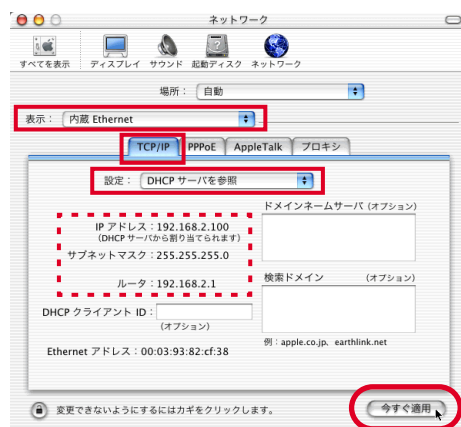 ネットワーク
すべてを表示 ディスプレイ サウンド 起動ディスク ネットワーク
場所： 自動
表示： 内蔵 Ethernet
TCP/IP PPPoE AppleTalk プロキシ
設定： DHCP サーバを参照
ドメインネームサーバ (オプション)
IP アドレス：192.168.2.100
(DHCP サーバから割り当てられます)
サブネットマスク：255.255.255.0
ルータ：192.168.2.1
検索ドメイン (オプション)
DHCP クライアント ID：
(オプション)
例：apple.co.jp、earthlink.net
Ethernet アドレス：00:03:93:82:cf:38
変更できないようにするにはカギをクリックします。
今すぐ適用